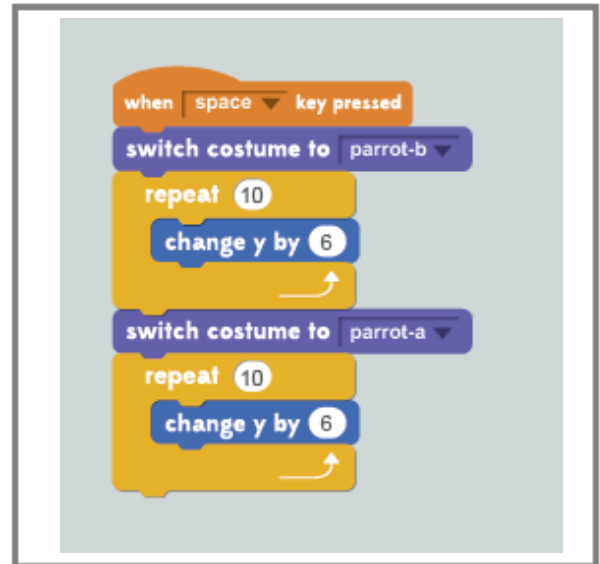 when space key pressed
switch costume to parrot-b
repeat 10
change y by 6
switch costume to parrot-a
repeat 10
change y by 6